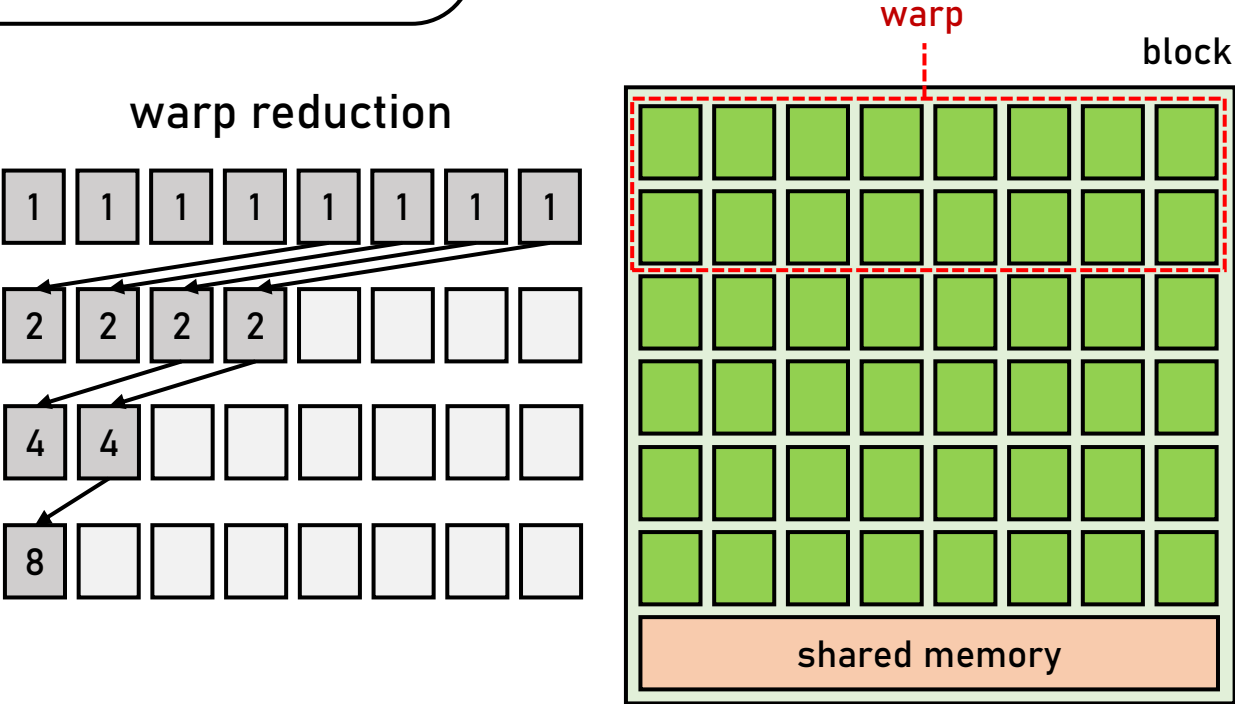 warp
block
warp reduction
1 1 1 1 1 1 1 1
2 2 2 2
4 4
8
shared memory